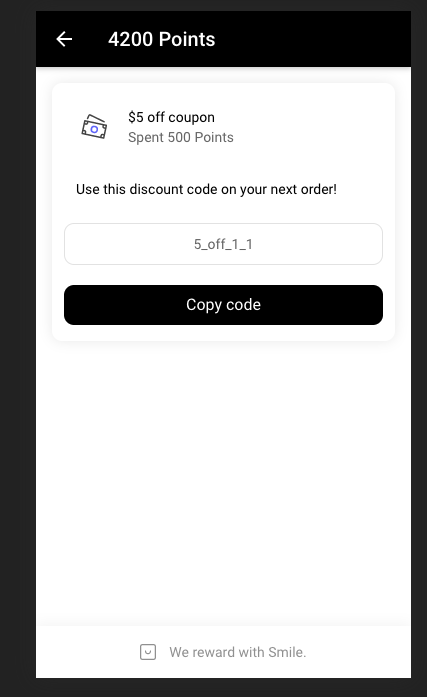 4200 Points
$5 off coupon
Spent 500 Points
Use this discount code on your next order!
5_off_1_1
Copy code
We reward with Smile.